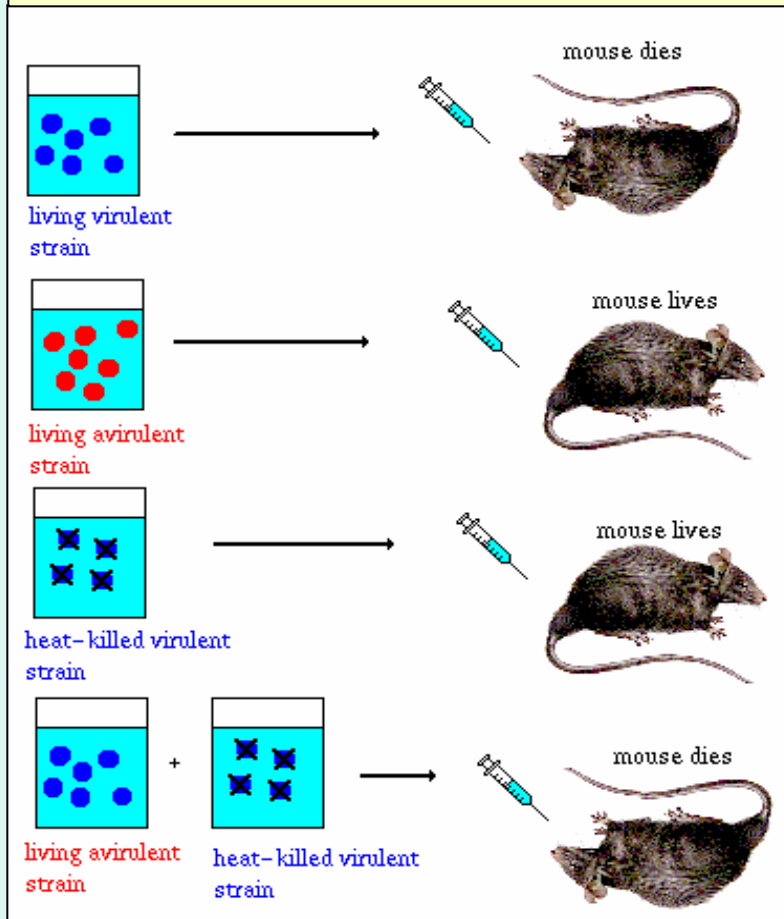 mouse dies
living virulent
strain
mouse lives
living avirulent
strain
mouse lives
heat-killed virulent
strain
+
mouse dies
living avirulent
strain
heat-killed virulent
strain